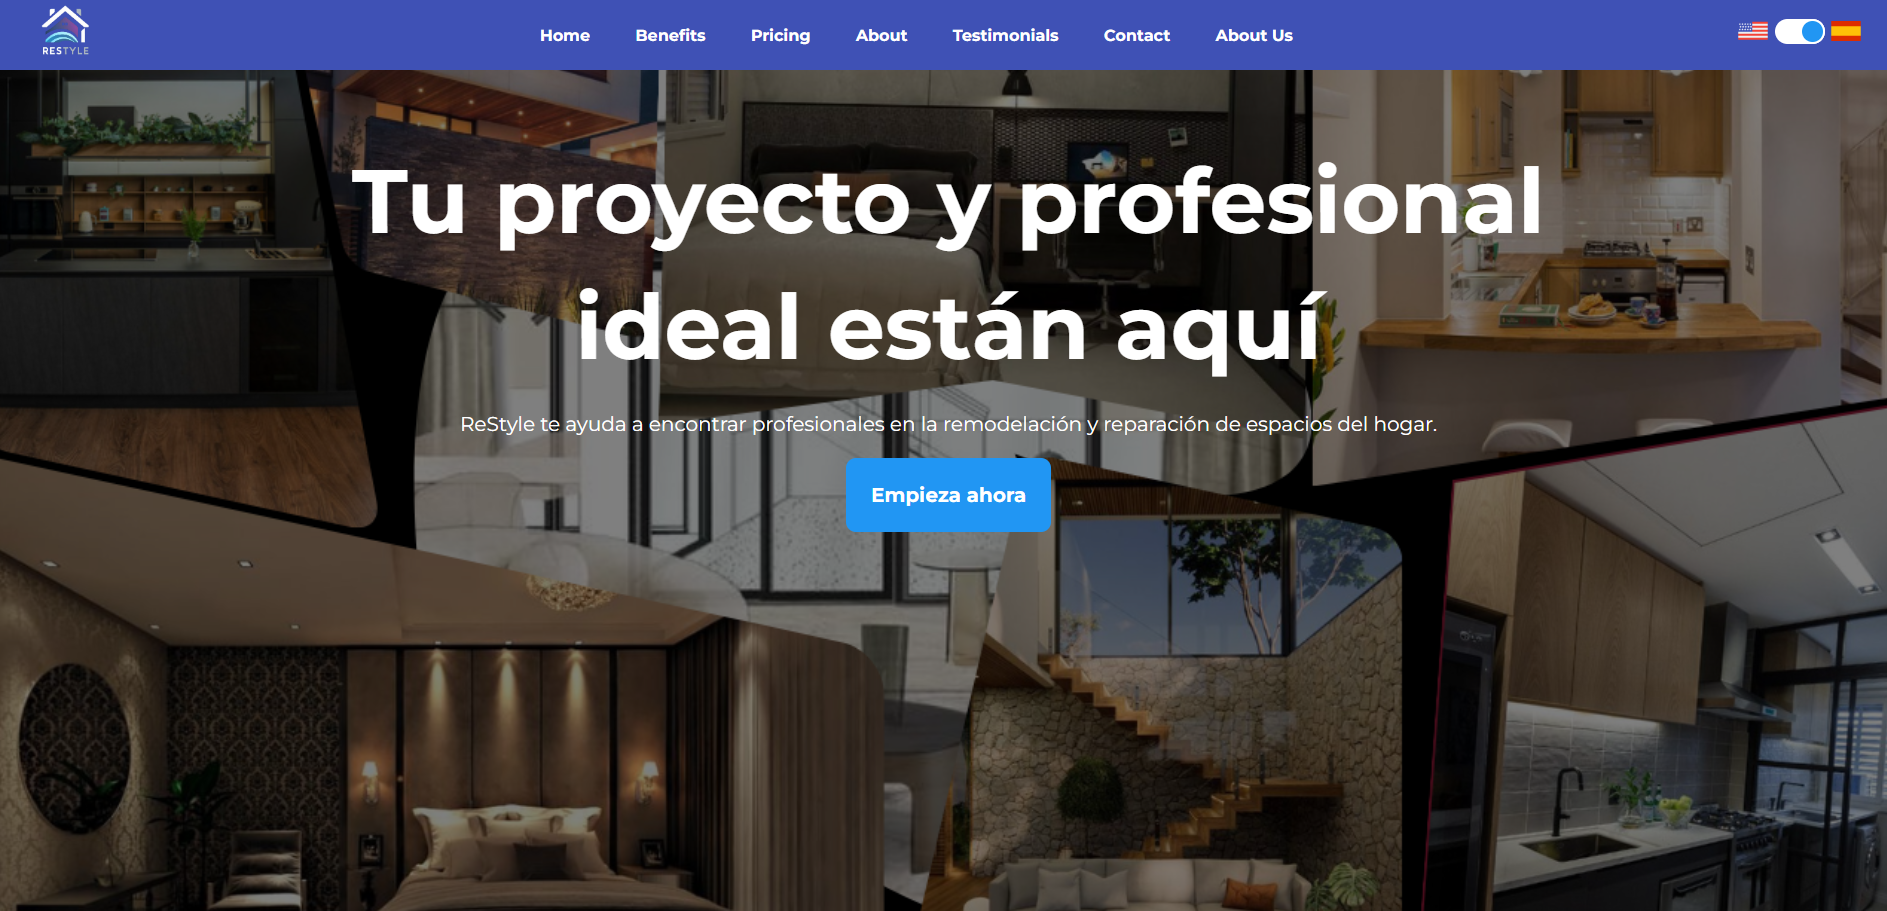 RESTYLE
Home Benefits Pricing About Testimonials Contact About Us
Tu proyecto y profesional
ideal están aquí
ReStyle te ayuda a encontrar profesionales en la remodelación y reparación de espacios del hogar.
Empieza ahora